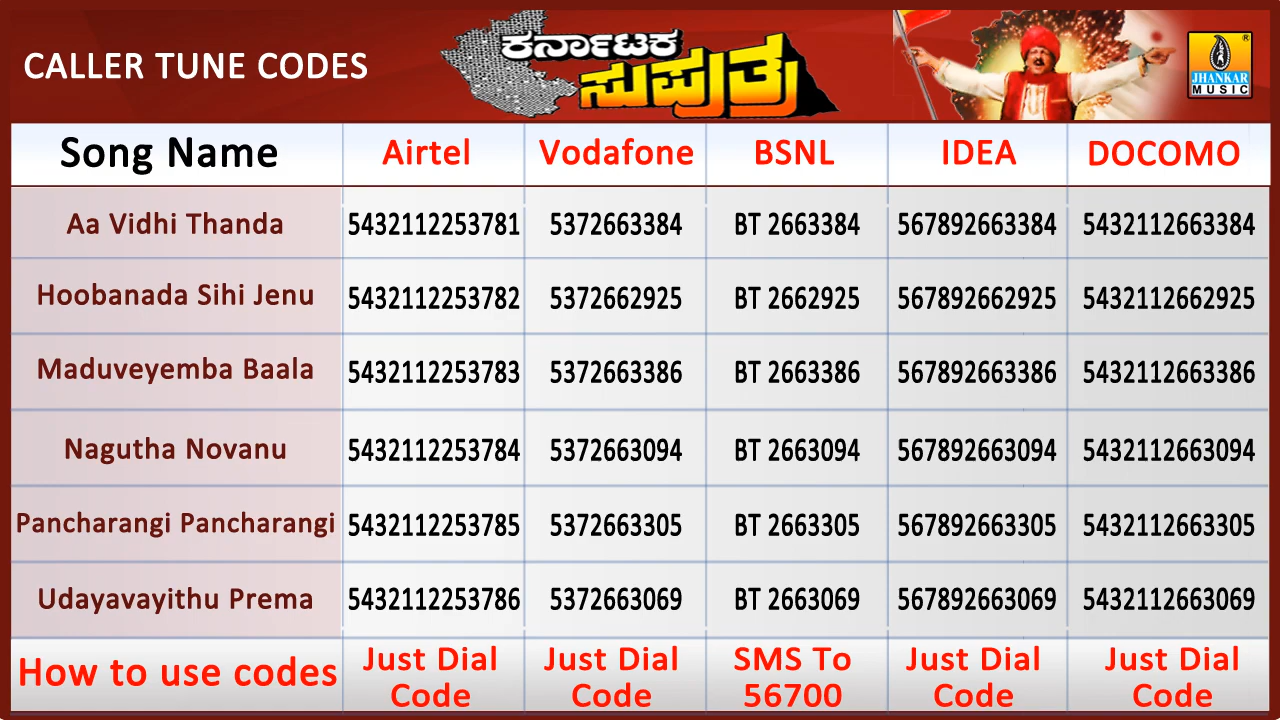 CALLER TUNE CODES
ಕರ್ನಾಟಕ
ಸುಪುತ್ರ
JHANKAR
MUSIC
®
Song Name Airtel Vodafone BSNL IDEA DOCOMO
Aa Vidhi Thanda 5432112253781 5372663384 BT 2663384 567892663384 5432112663384
Hoobanada Sihi Jenu 5432112253782 5372662925 BT 2662925 567892662925 5432112662925
Maduveyemba Baala 5432112253783 5372663386 BT 2663386 567892663386 5432112663386
Nagutha Novanu 5432112253784 5372663094 BT 2663094 567892663094 5432112663094
Pancharangi Pancharangi 5432112253785 5372663305 BT 2663305 567892663305 5432112663305
Udayavayithu Prema 5432112253786 5372663069 BT 2663069 567892663069 5432112663069
How to use codes Just Dial Code Just Dial Code SMS To 56700 Just Dial Code Just Dial Code